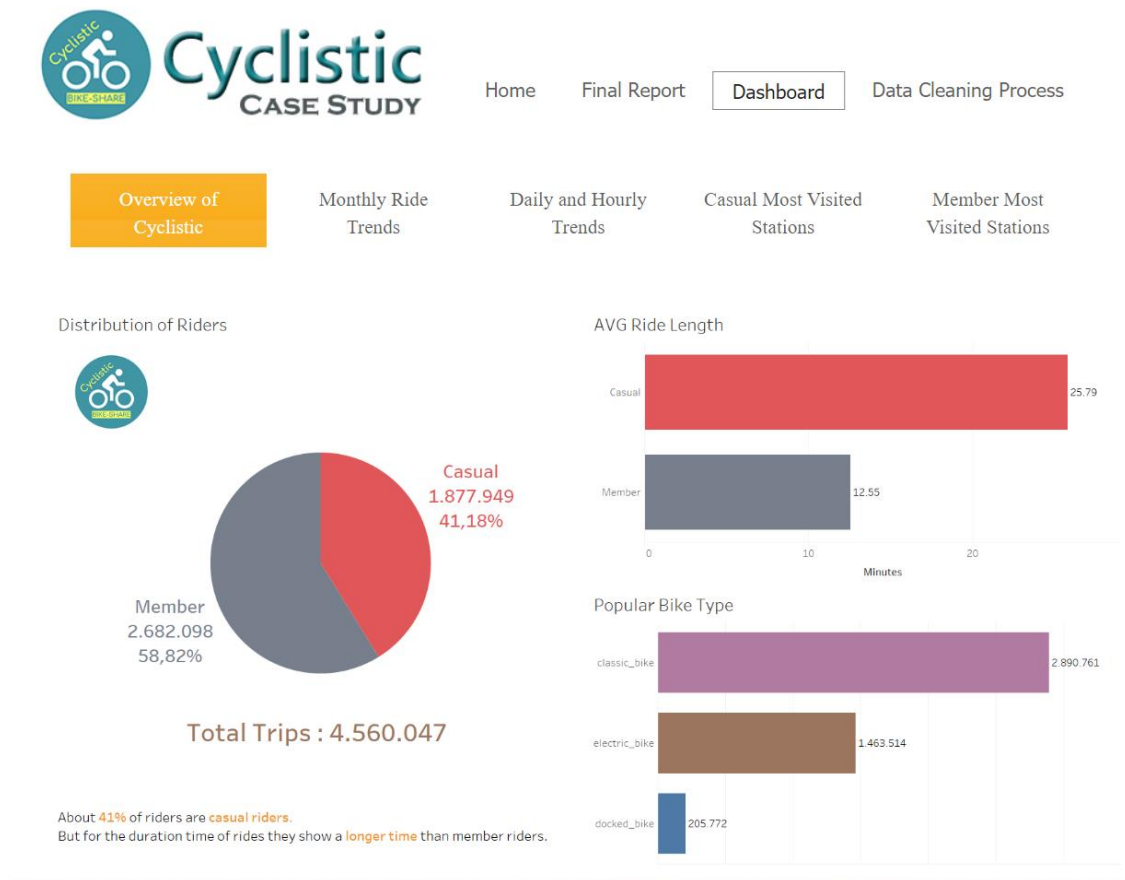 Cyclistic
BIKE-SHARE
Cyclistic
CASE STUDY
Home
Final Report
Dashboard
Data Cleaning Process
Overview of
Cyclistic
Monthly Ride
Trends
Daily and Hourly
Trends
Casual Most Visited
Stations
Member Most
Visited Stations
Distribution of Riders
Cyclistic
BIKE-SHARE
Casual
1.877.949
41,18%
Member
2.682.098
58,82%
Total Trips : 4.560.047
About 41% of riders are casual riders.
But for the duration time of rides they show a longer time than member riders.
AVG Ride Length
Casual
25.79
Member
12.55
0
10
20
Minutes
Popular Bike Type
classic_bike
2.890.761
electric_bike
1.463.514
docked_bike
205.772